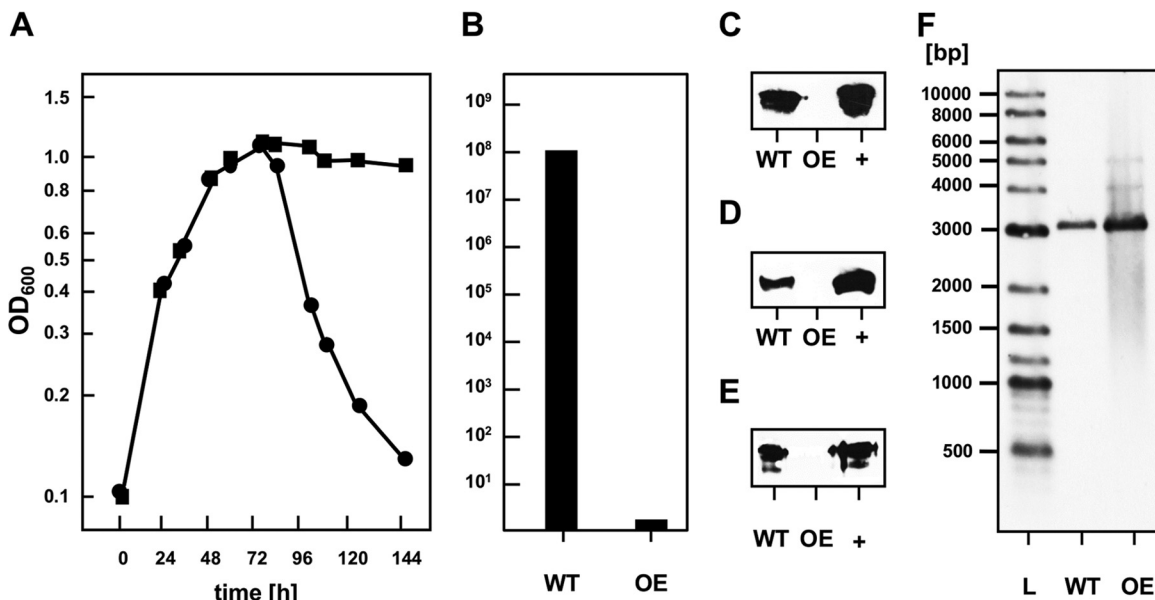 A
OD600
1.5
1.0
0.8
0.6
0.5
0.4
0.3
0.2
0.1
0 24 48 72 96 120 144
time [h]
B
10⁹
10⁸
10⁷
10⁶
10⁵
10⁴
10³
10²
10¹
WT OE
C
WT OE +
D
WT OE +
E
WT OE +
F
[bp]
10000
8000
6000
5000
4000
3000
2000
1500
1000
500
L WT OE